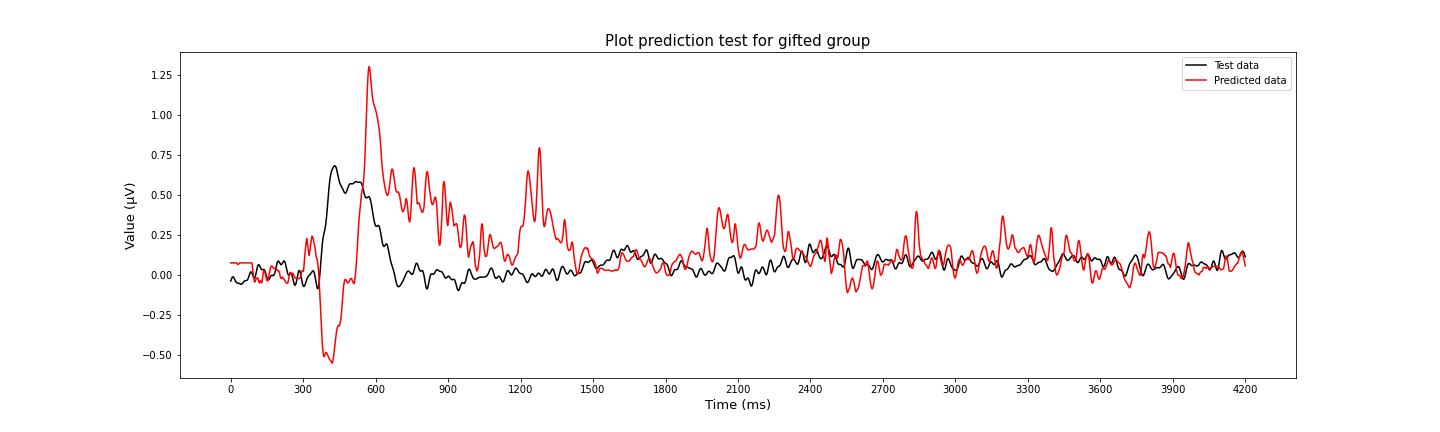 Plot prediction test for gifted group
Test data
Predicted data
Value (µV)
1.25
1.00
0.75
0.50
0.25
0.00
−0.25
−0.50
0 300 600 900 1200 1500 1800 2100 2400 2700 3000 3300 3600 3900 4200
Time (ms)